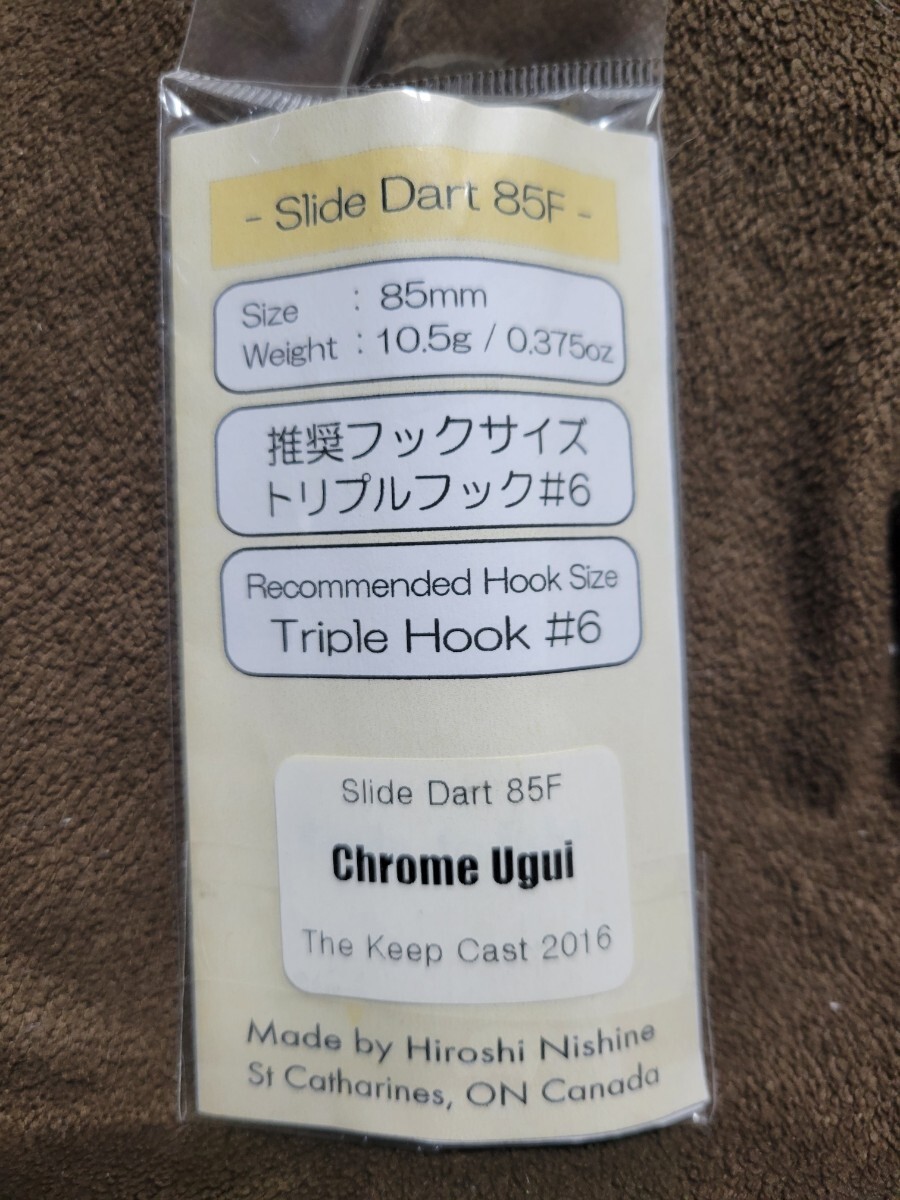 - Slide Dart 85F -
Size : 85mm
Weight : 10.5g / 0.375oz
推奨フックサイズ
トリプルフック#6
Recommended Hook Size
Triple Hook #6
Slide Dart 85F
Chrome Ugui
The Keep Cast 2016
Made by Hiroshi Nishine
St Catharines, ON Canada